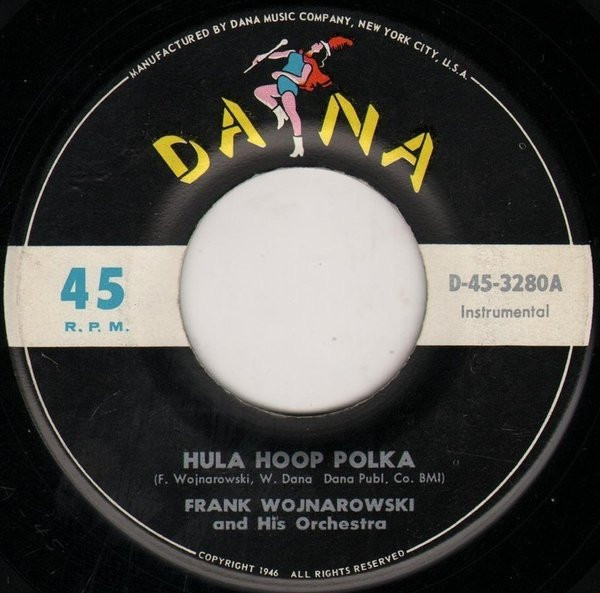 MANUFACTURED BY DANA MUSIC COMPANY, NEW YORK CITY, U.S.A.
DANA
45
R. P. M.
D-45-3280A
Instrumental
HULA HOOP POLKA
(F. Wojnarowski, W. Dana Dana Publ. Co. BMI)
FRANK WOJNAROWSKI
and His Orchestra
COPYRIGHT 1946 ALL RIGHTS RESERVED